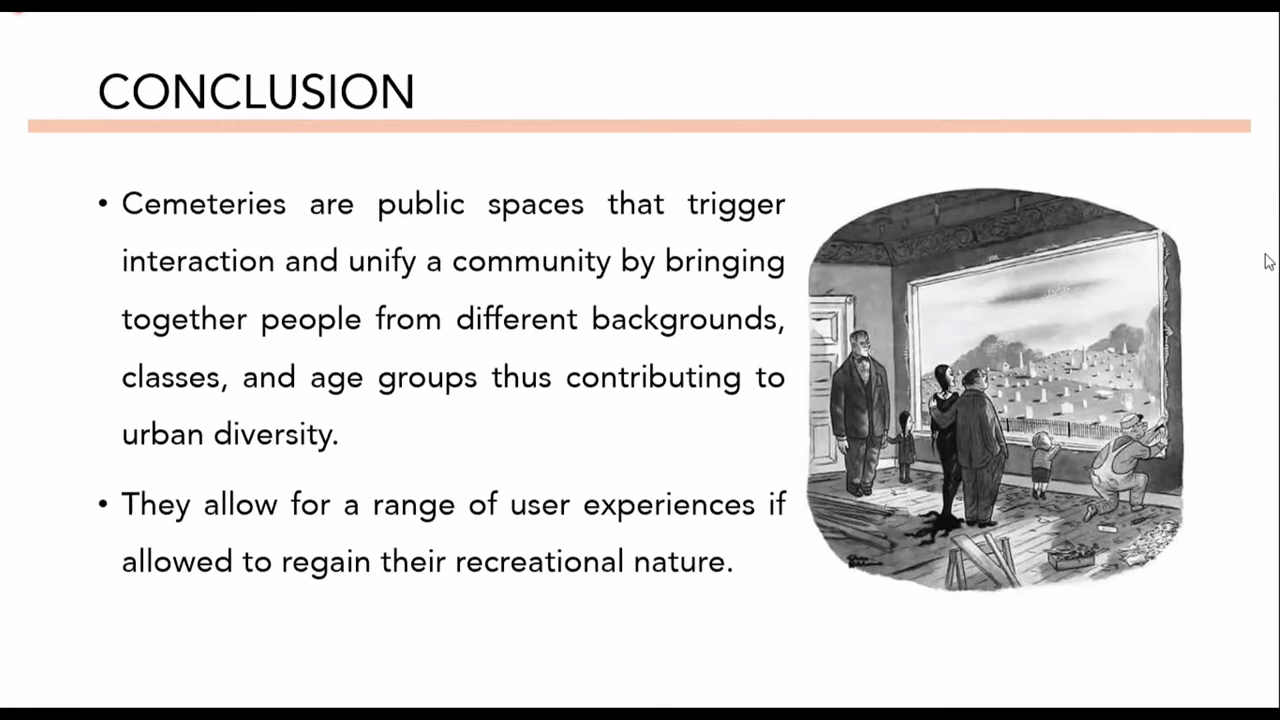 CONCLUSION
• Cemeteries are public spaces that trigger
interaction and unify a community by bringing
together people from different backgrounds,
classes, and age groups thus contributing to
urban diversity.
• They allow for a range of user experiences if
allowed to regain their recreational nature.